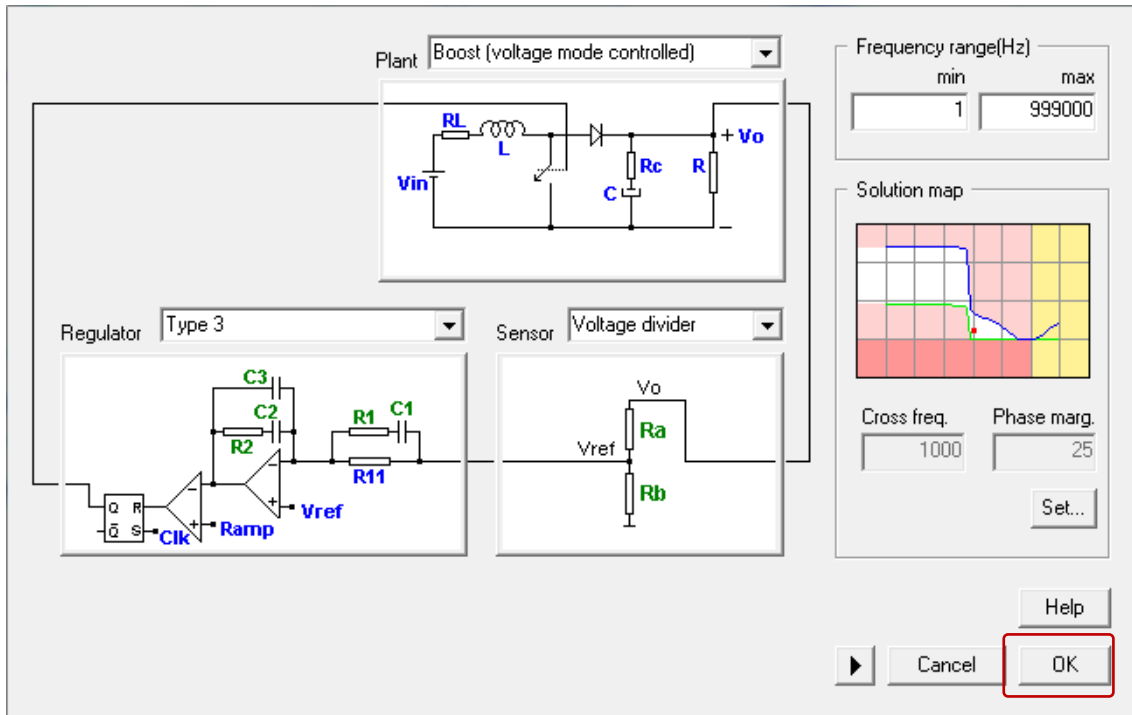 Plant Boost (voltage mode controlled)
RL
L
Vin
Rc
C
R
+ Vo
−
Frequency range(Hz)
min max
1 999000
Solution map
Cross freq. Phase marg.
1000 25
Set...
Regulator Type 3
C3
C2
R2
R1 C1
R11
−
+
Vref
−
+
Ramp
Q R
Q̅ S
Clk
Sensor Voltage divider
Vo
Ra
Vref
Rb
Help
Cancel OK